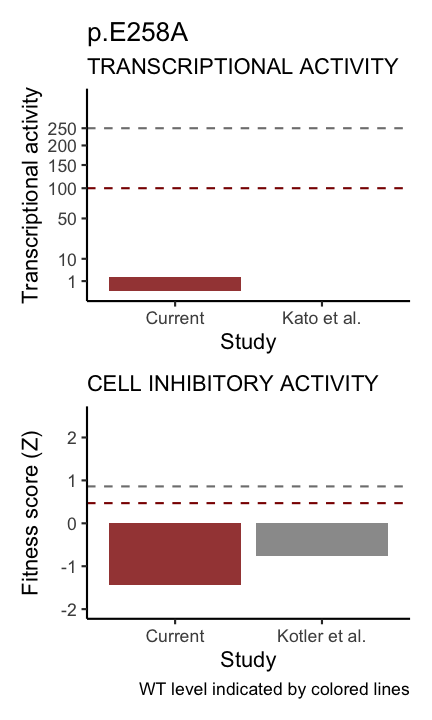 p.E258A
TRANSCRIPTIONAL ACTIVITY
Transcriptional activity
250
200
150
100
50
10
1
Current
Kato et al.
Study
CELL INHIBITORY ACTIVITY
Fitness score (Z)
2
1
0
-1
-2
Current
Kotler et al.
Study
WT level indicated by colored lines